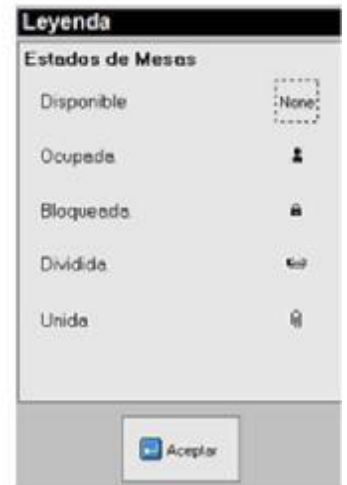 Leyenda
Estados de Mesas
Disponible None
Ocupada
Bloqueada
Dividida
Unida
Aceptar